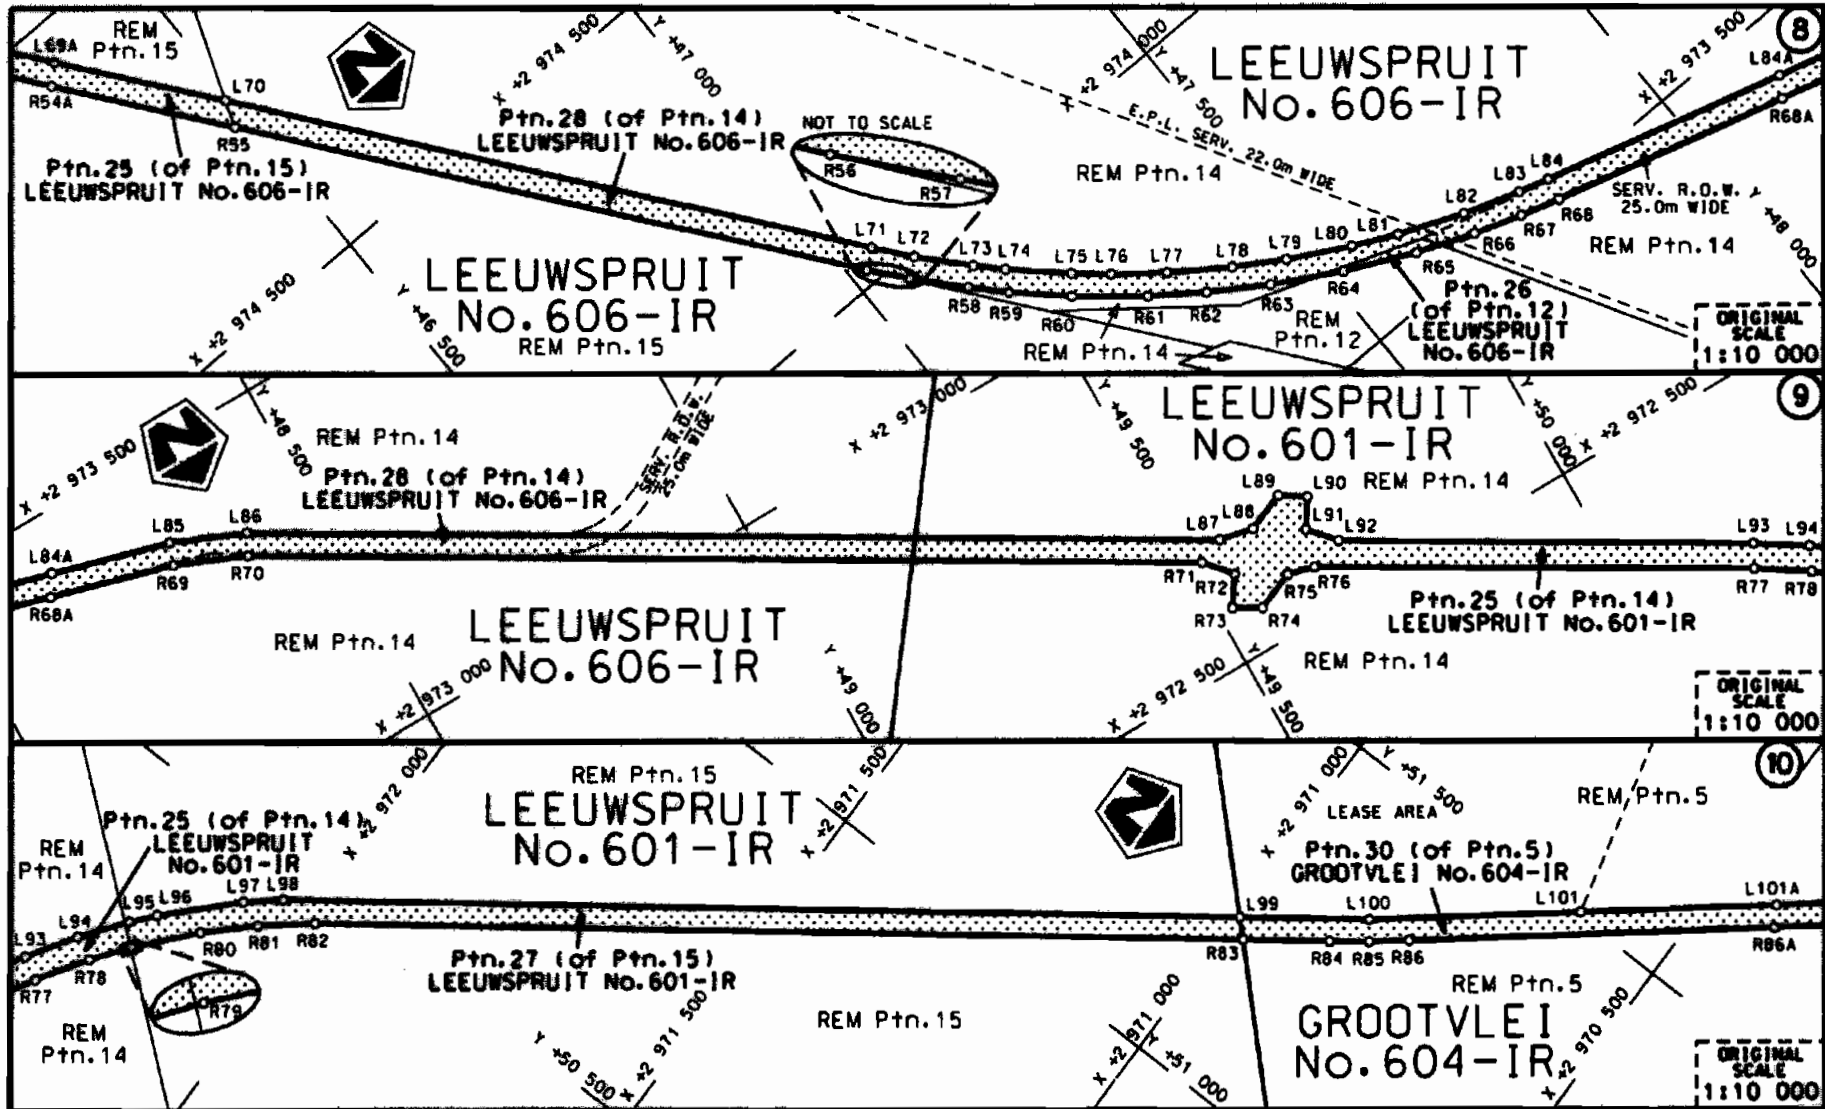 8
REM
Ptn.15
L69A
R54A
L70
R55
Ptn.25 (of Ptn.15)
LEEUWSPRUIT No.606-IR
X +2 974 500
Y +47 000
Ptn.28 (of Ptn.14)
LEEUWSPRUIT No.606-IR
NOT TO SCALE
R56
R57
X +2 974 000
Y +47 500
E.P.L. SERV. 22.0m WIDE
REM Ptn.14
LEEUWSPRUIT
No.606-IR
X +2 973 500
L84A
R68A
SERV. R.O.W.
25.0m WIDE
Y +48 000
REM Ptn.14
L71
L72
L73
L74
L75
L76
L77
L78
L79
L80
L81
L82
L83
L84
R58
R59
R60
R61
R62
R63
R64
R65
R66
R67
R68
LEEUWSPRUIT
No.606-IR
REM Ptn.15
X +2 974 500
Y +46 500
REM Ptn.14
REM
Ptn.12
Ptn.26
(of Ptn.12)
LEEUWSPRUIT
No.606-IR
ORIGINAL
SCALE
1:10 000
9
X +2 973 500
Y +48 500
REM Ptn.14
Ptn.28 (of Ptn.14)
LEEUWSPRUIT No.606-IR
SERV. R.O.W.
25.0m WIDE
X +2 973 000
Y +49 500
LEEUWSPRUIT
No.601-IR
REM Ptn.14
Y +50 000
X +2 972 500
L84A
L85
L86
R68A
R69
R70
L87
L88
L89
L90
L91
L92
L93
L94
R71
R72
R73
R74
R75
R76
R77
R78
Ptn.25 (of Ptn.14)
LEEUWSPRUIT No.601-IR
REM Ptn.14
LEEUWSPRUIT
No.606-IR
X +2 973 000
Y +49 000
X +2 972 500
Y +49 500
REM Ptn.14
ORIGINAL
SCALE
1:10 000
10
REM
Ptn.14
Ptn.25 (of Ptn.14)
LEEUWSPRUIT
No.601-IR
X +2 972 000
REM Ptn.15
LEEUWSPRUIT
No.601-IR
X +2 971 500
X +2 971 000
Y +51 500
LEASE AREA
REM Ptn.5
Ptn.30 (of Ptn.5)
GROOTVLEI No.604-IR
L93
L94
L95
L96
L97
L98
L99
L100
L101
L101A
R77
R78
R79
R80
R81
R82
R83
R84
R85
R86
R86A
Ptn.27 (of Ptn.15)
LEEUWSPRUIT No.601-IR
REM
Ptn.14
Y +50 500
X +2 971 500
REM Ptn.15
X +2 971 000
Y +51 000
REM Ptn.5
GROOTVLEI
No.604-IR
X +2 970 500
ORIGINAL
SCALE
1:10 000